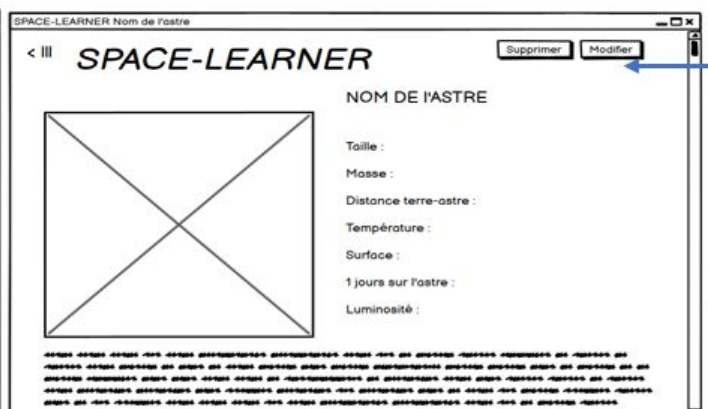 SPACE-LEARNER Nom de l'astre
< III
SPACE-LEARNER
Supprimer
Modifier
NOM DE l'ASTRE
Taille :
Masse :
Distance terre-astre :
Température :
Surface :
1 jours sur l'astre :
Luminosité :